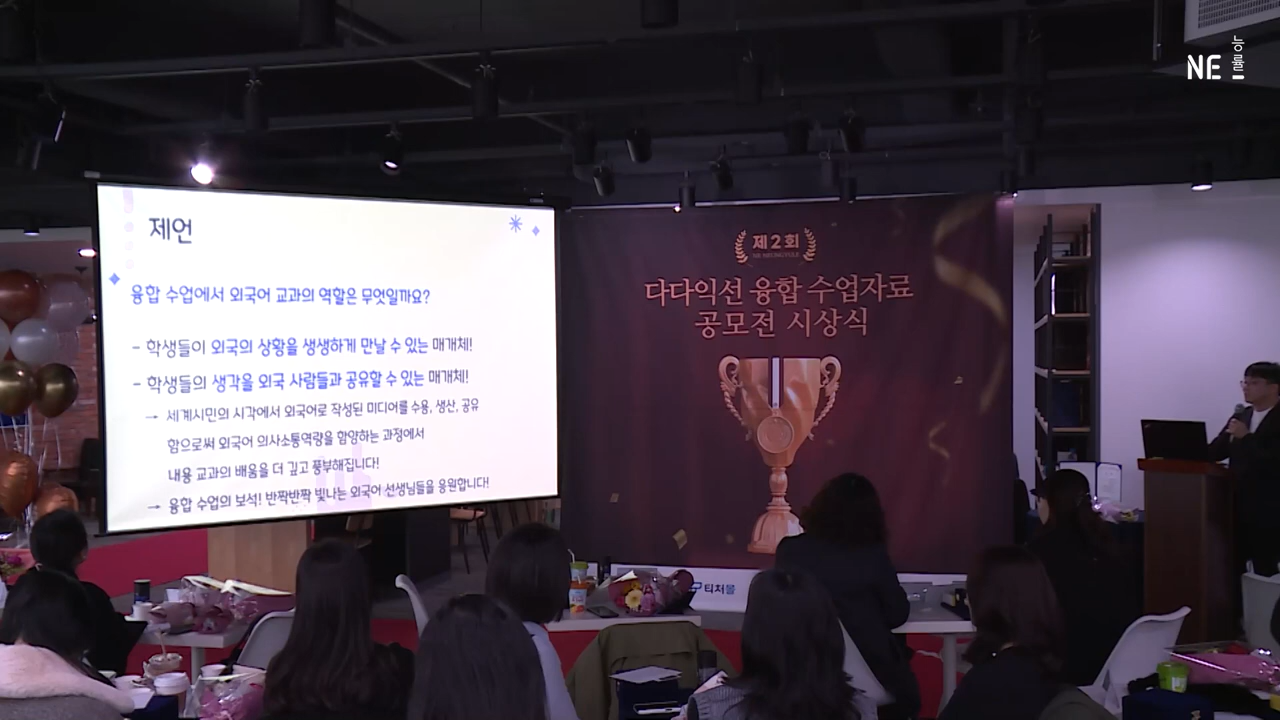 NE 능률
제언
융합 수업에서 외국어 교과의 역할은 무엇일까요?
- 학생들이 외국의 상황을 생생하게 만날 수 있는 매개체!
- 학생들의 생각을 외국 사람들과 공유할 수 있는 매개체!
→ 세계시민의 시각에서 외국어로 작성된 미디어를 수용, 생산, 공유
함으로써 외국어 의사소통역량을 함양하는 과정에서
내용 교과의 배움을 더 깊고 풍부해집니다!
→ 융합 수업의 보석! 반짝반짝 빛나는 외국어 선생님들을 응원합니다!
제2회
NE NEUNGYULE
다다익선 융합 수업자료
공모전 시상식
티처몰